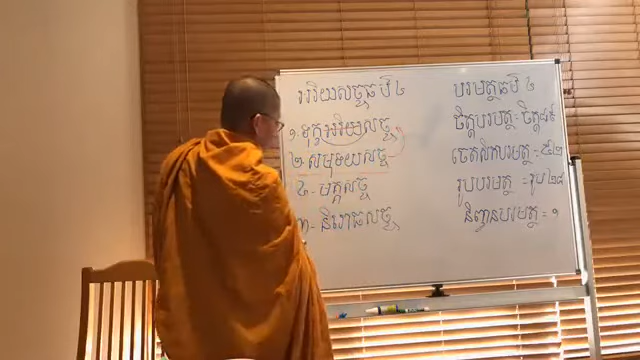 អរិយសច្ចធម៌ ៤
១- ទុក្ខអរិយសច្ច
២- សមុទយសច្ច
៤- មគ្គសច្ច
៣- និរោធសច្ច
បរមត្ថធម៌ ៤
ចិត្តបរមត្ថ = ចិត្ត ៨៩
ចេតសិកបរមត្ថ = ៥២
រូបបរមត្ថ = រូប ២៨
និព្វានបរមត្ថ = ១